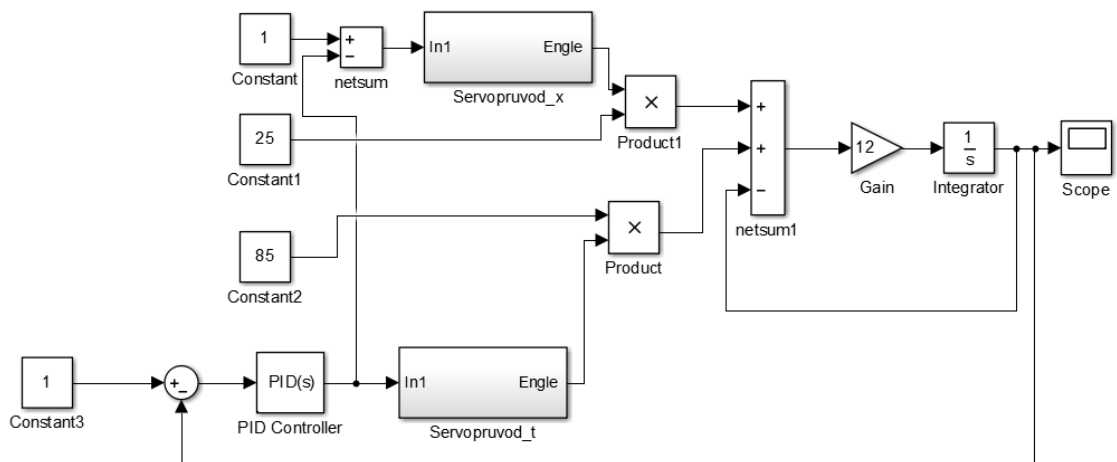 1
Constant
+
−
netsum
In1
Engle
Servopruvod_x
25
Constant1
×
Product1
85
Constant2
×
Product
+
+
−
netsum1
12
Gain
1
s
Integrator
Scope
1
Constant3
+
−
PID(s)
PID Controller
In1
Engle
Servopruvod_t